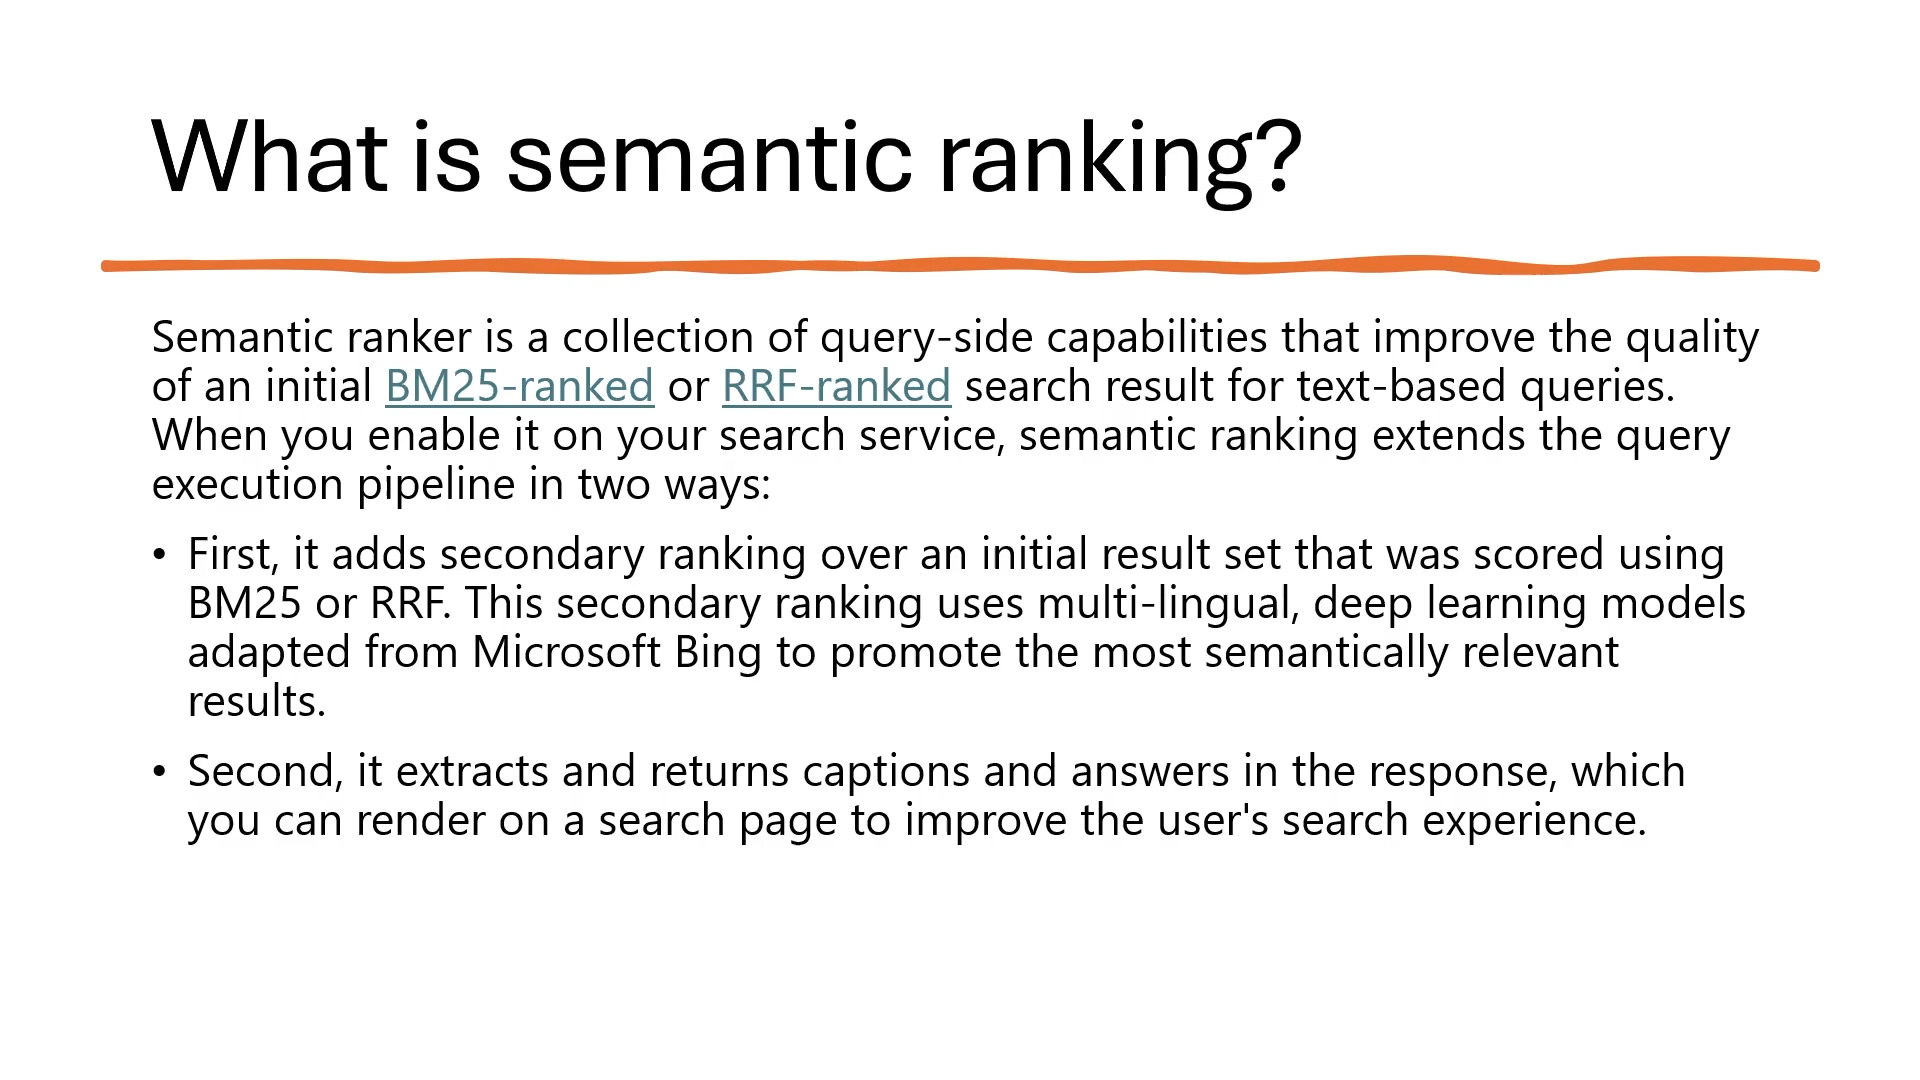 What is semantic ranking?
Semantic ranker is a collection of query-side capabilities that improve the quality
of an initial BM25-ranked or RRF-ranked search result for text-based queries.
When you enable it on your search service, semantic ranking extends the query
execution pipeline in two ways:
• First, it adds secondary ranking over an initial result set that was scored using
BM25 or RRF. This secondary ranking uses multi-lingual, deep learning models
adapted from Microsoft Bing to promote the most semantically relevant
results.
• Second, it extracts and returns captions and answers in the response, which
you can render on a search page to improve the user's search experience.